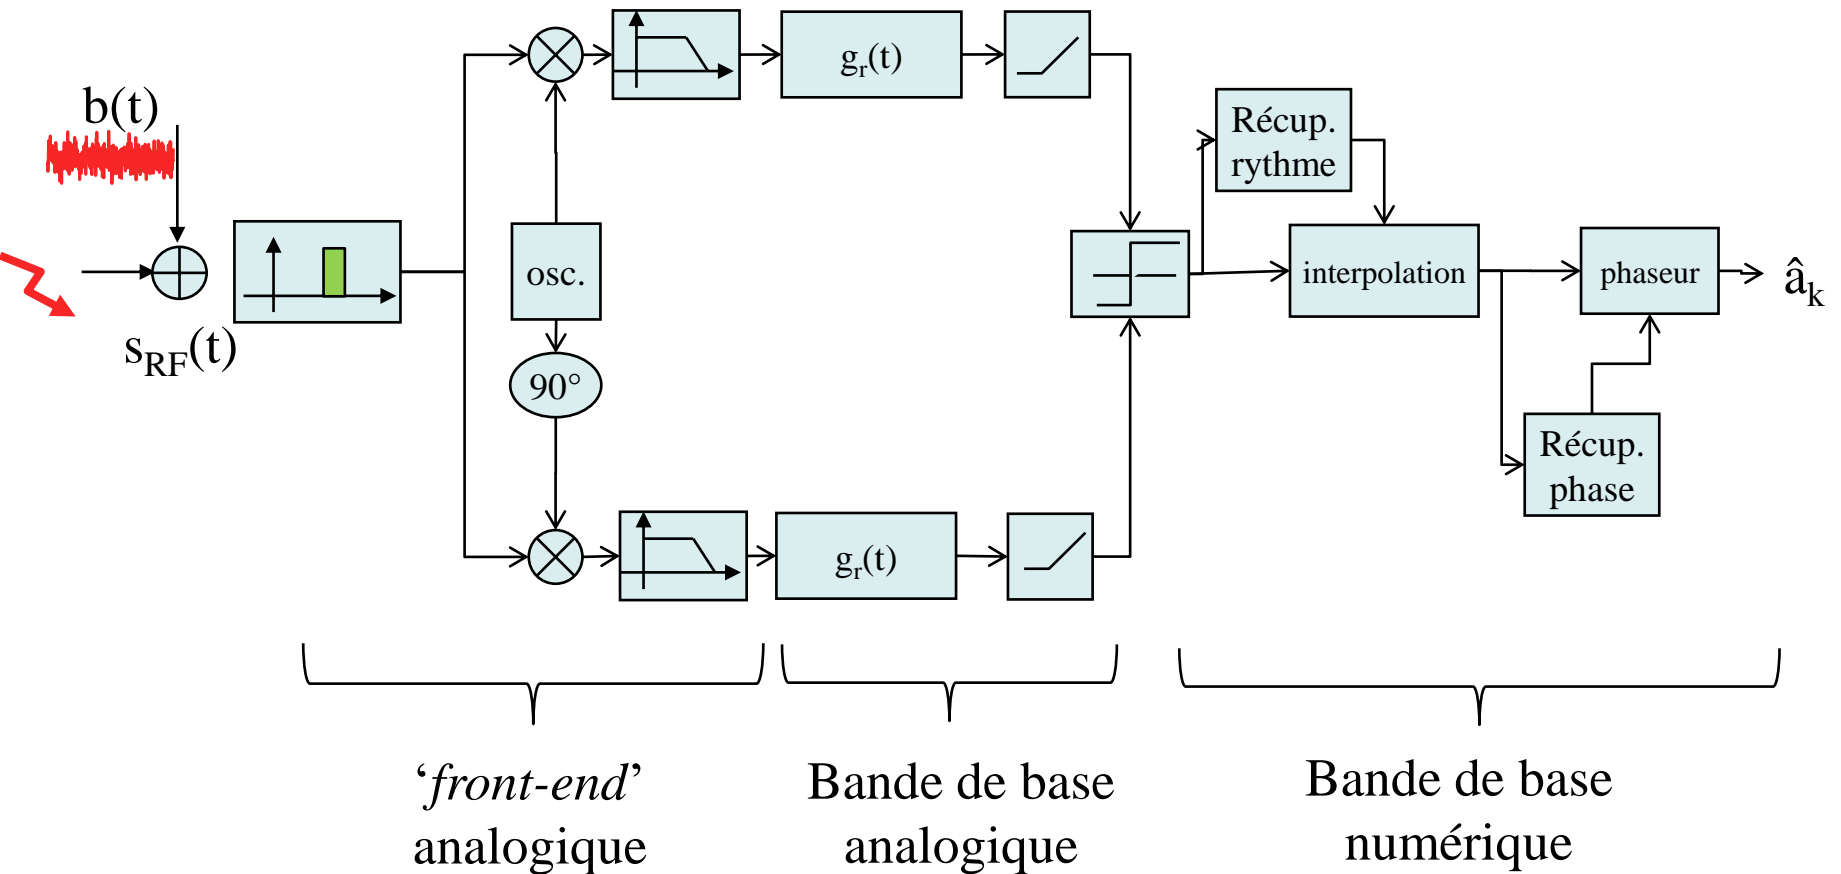 b(t)
s_RF(t)
osc.
90°
g_r(t)
g_r(t)
Récup.
rythme
interpolation
phaseur
â_k
Récup.
phase
‘front-end’
analogique
Bande de base
analogique
Bande de base
numérique